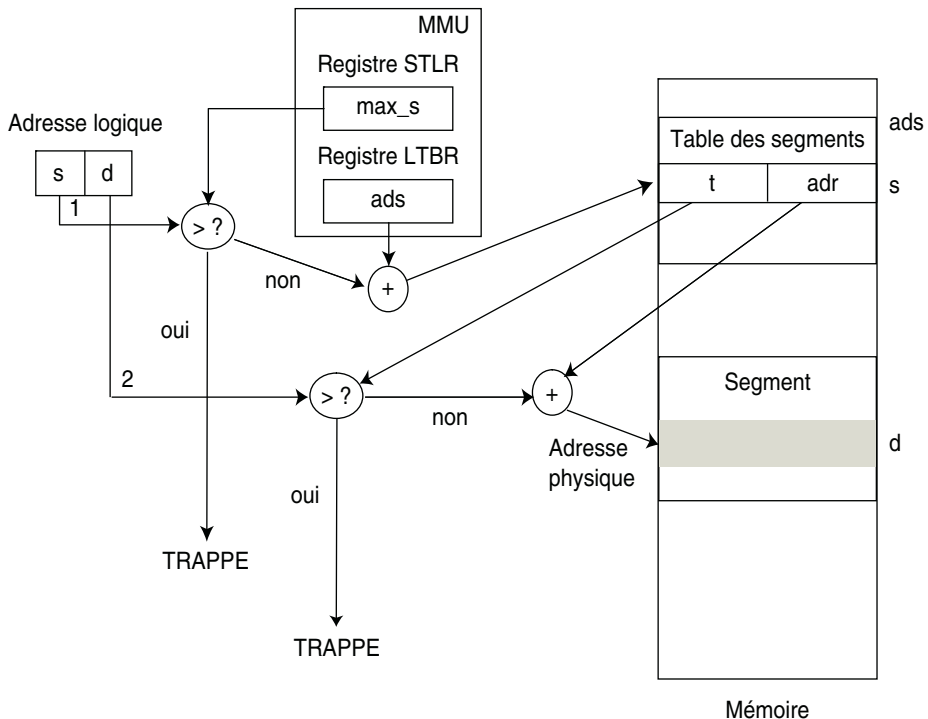 MMU
Registre STLR
max_s
Adresse logique
ads
Table des segments
Registre LTBR
s d
t adr
s
1
ads
> ?
non
+
oui
2
Segment
> ?
+
non
d
Adresse
physique
oui
TRAPPE
TRAPPE
Mémoire